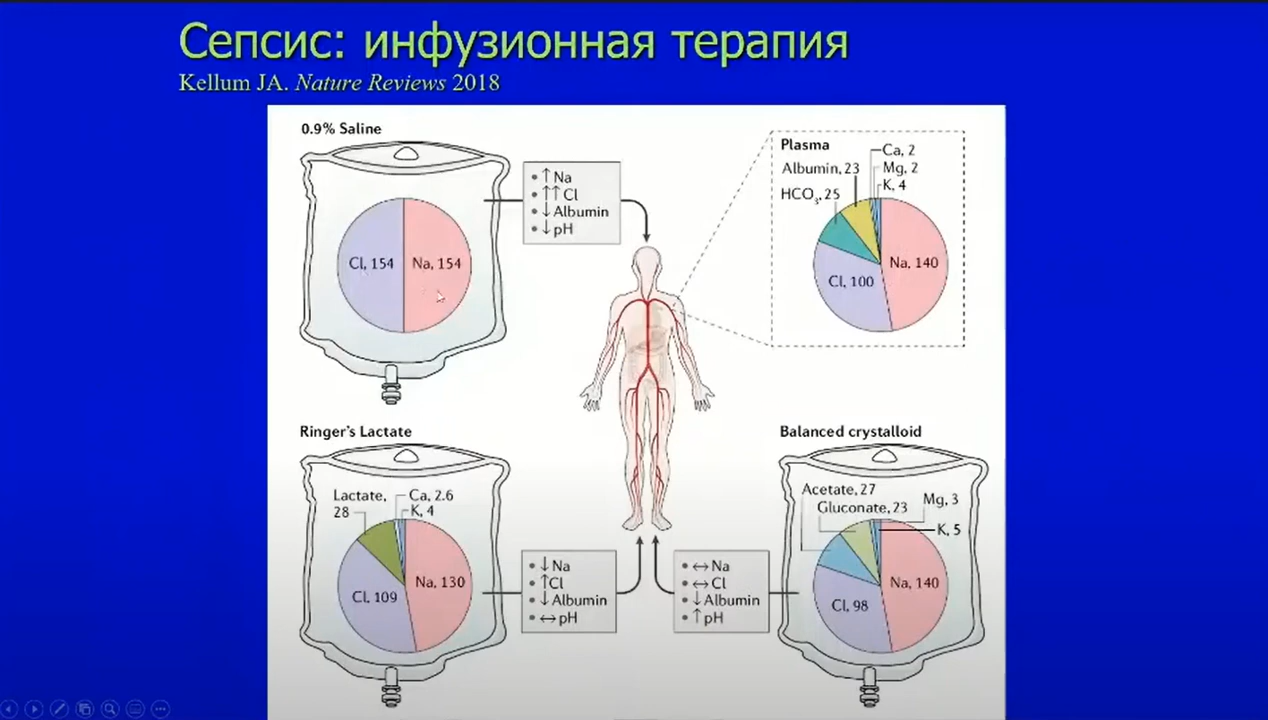 Сепсис: инфузионная терапия
Kellum JA. Nature Reviews 2018
0.9% Saline
Cl, 154
Na, 154
• ↑ Na
• ↑↑ Cl
• ↓ Albumin
• ↓ pH
Plasma
Ca, 2
Albumin, 23
Mg, 2
K, 4
HCO₃, 25
Na, 140
Cl, 100
Ringer's Lactate
Lactate,
28
Ca, 2.6
K, 4
Na, 130
Cl, 109
• ↓ Na
• ↑ Cl
• ↓ Albumin
• ↔ pH
Balanced crystalloid
Acetate, 27
Gluconate, 23
Mg, 3
K, 5
Na, 140
Cl, 98
• ↔ Na
• ↔ Cl
• ↓ Albumin
• ↑ pH